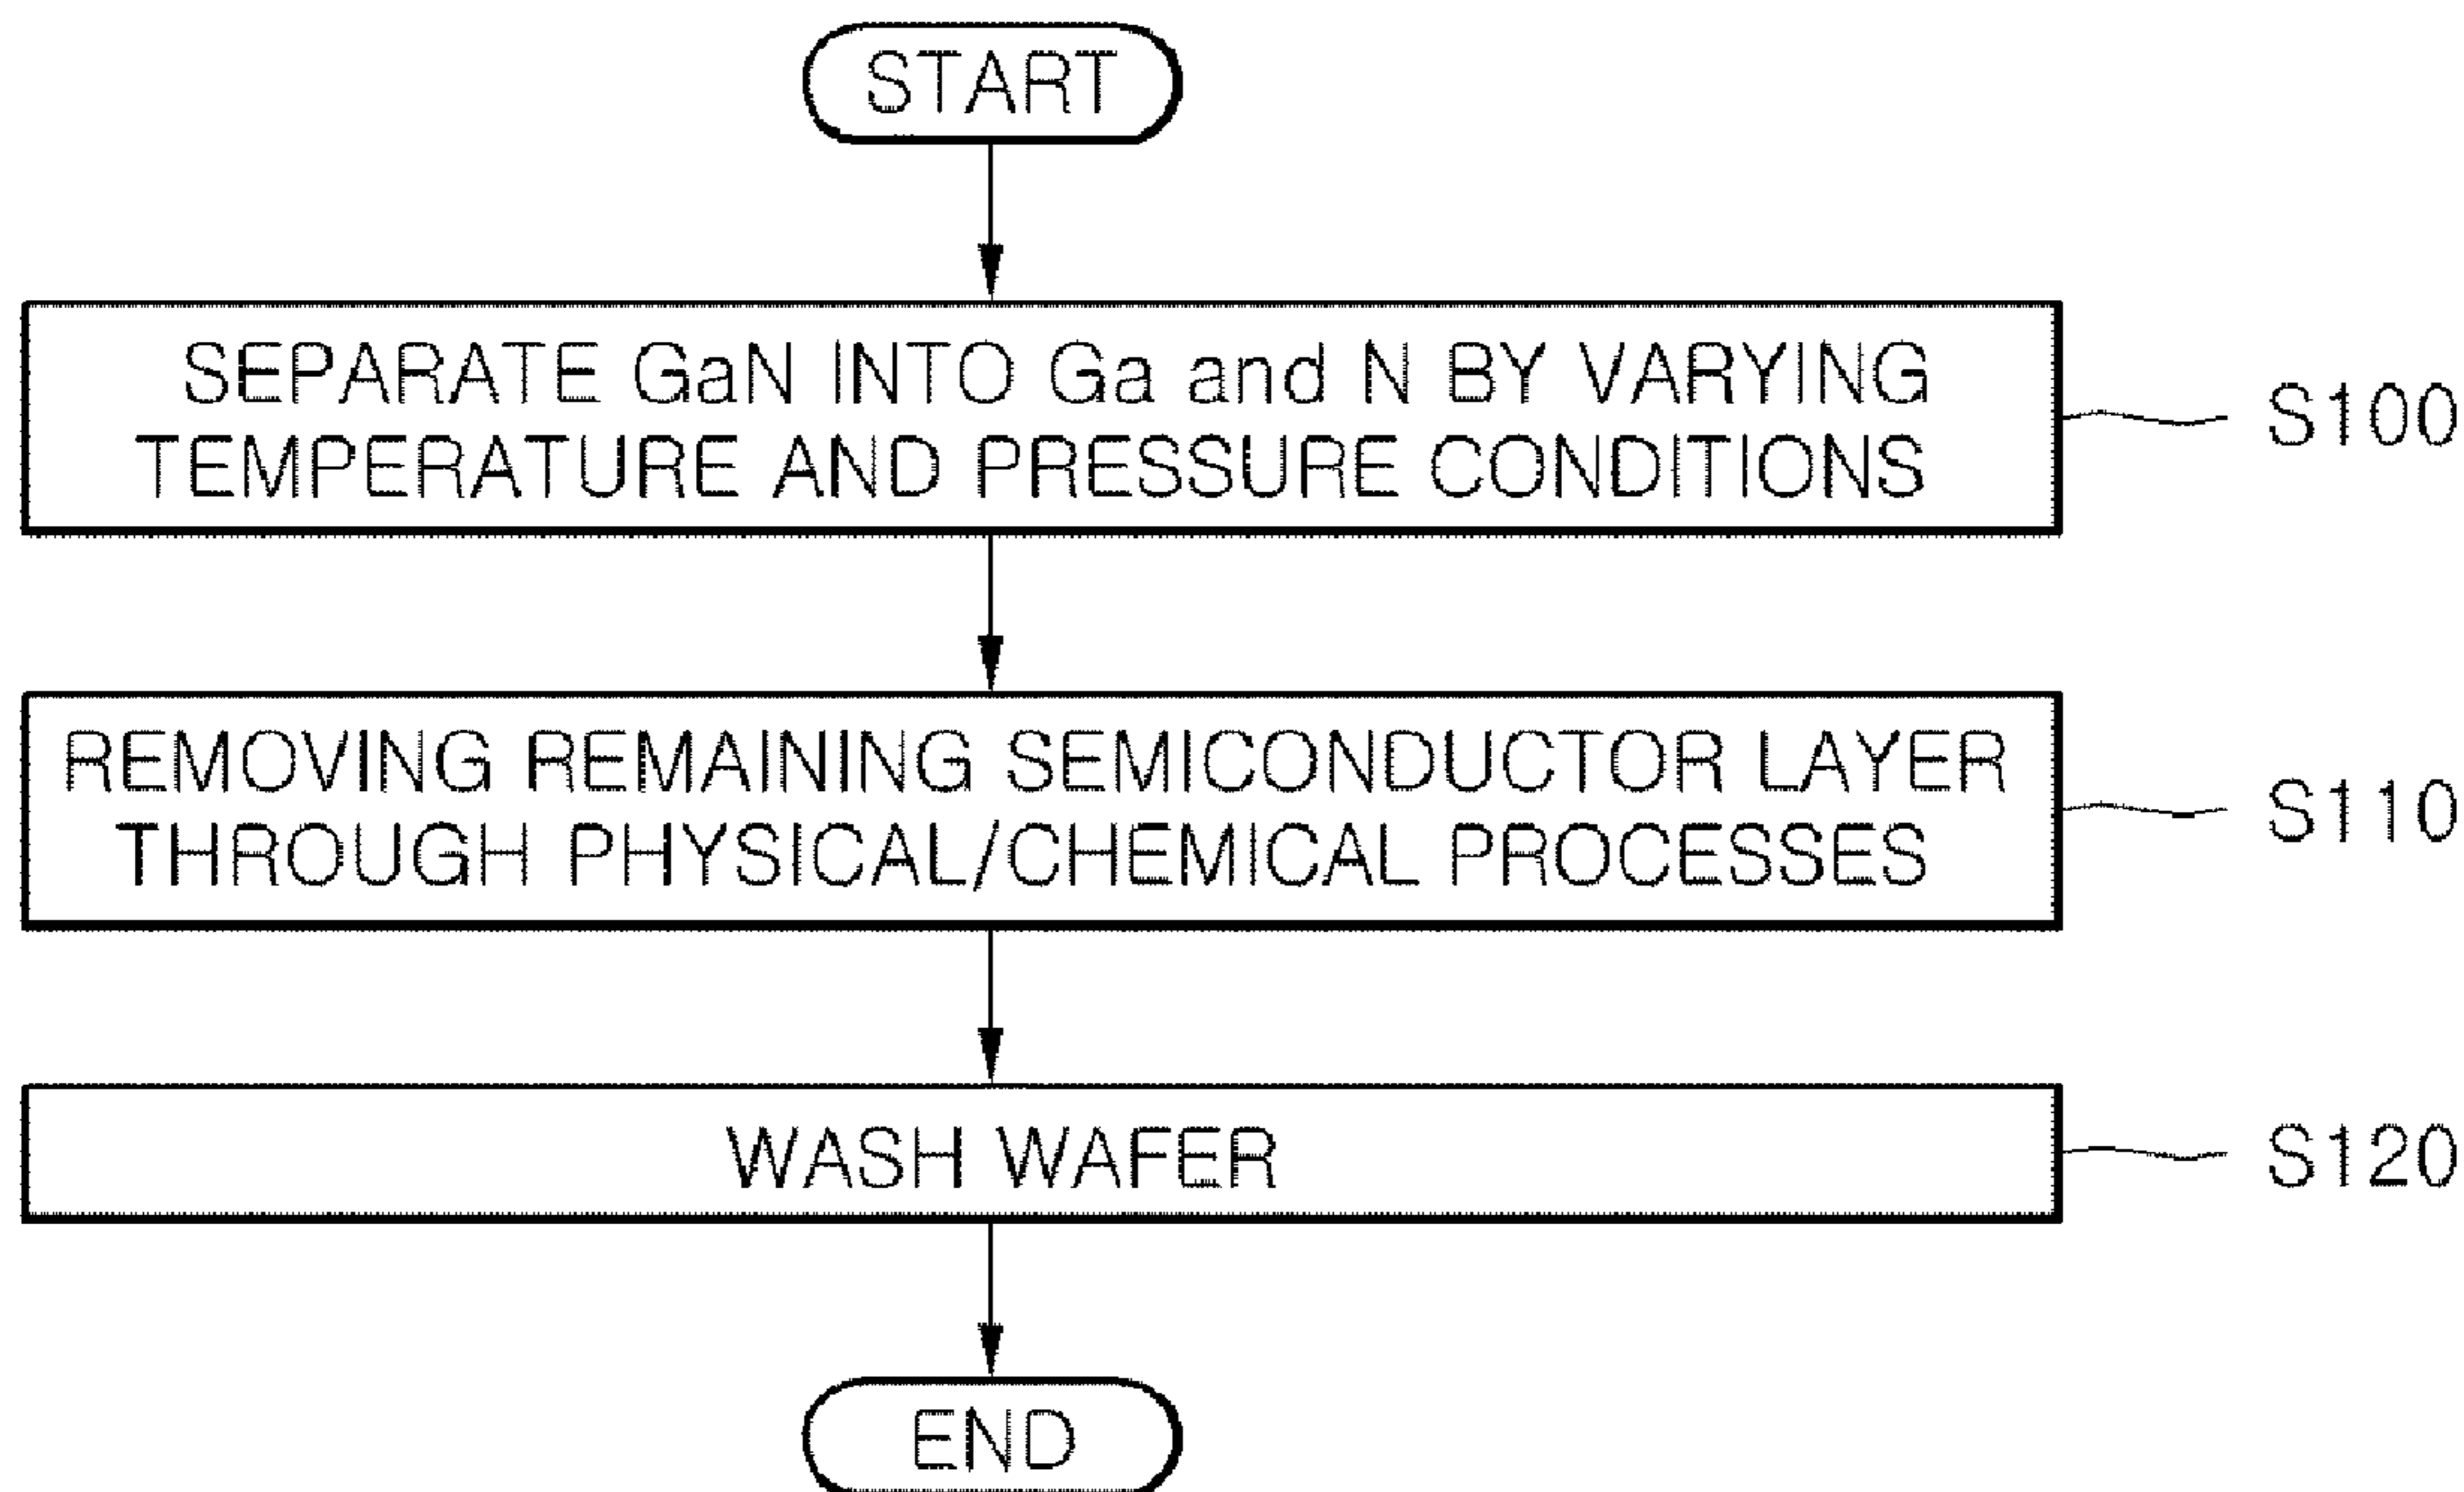 START
SEPARATE GaN INTO Ga and N BY VARYING
TEMPERATURE AND PRESSURE CONDITIONS
S100
REMOVING REMAINING SEMICONDUCTOR LAYER
THROUGH PHYSICAL/CHEMICAL PROCESSES
S110
WASH WAFER
S120
END